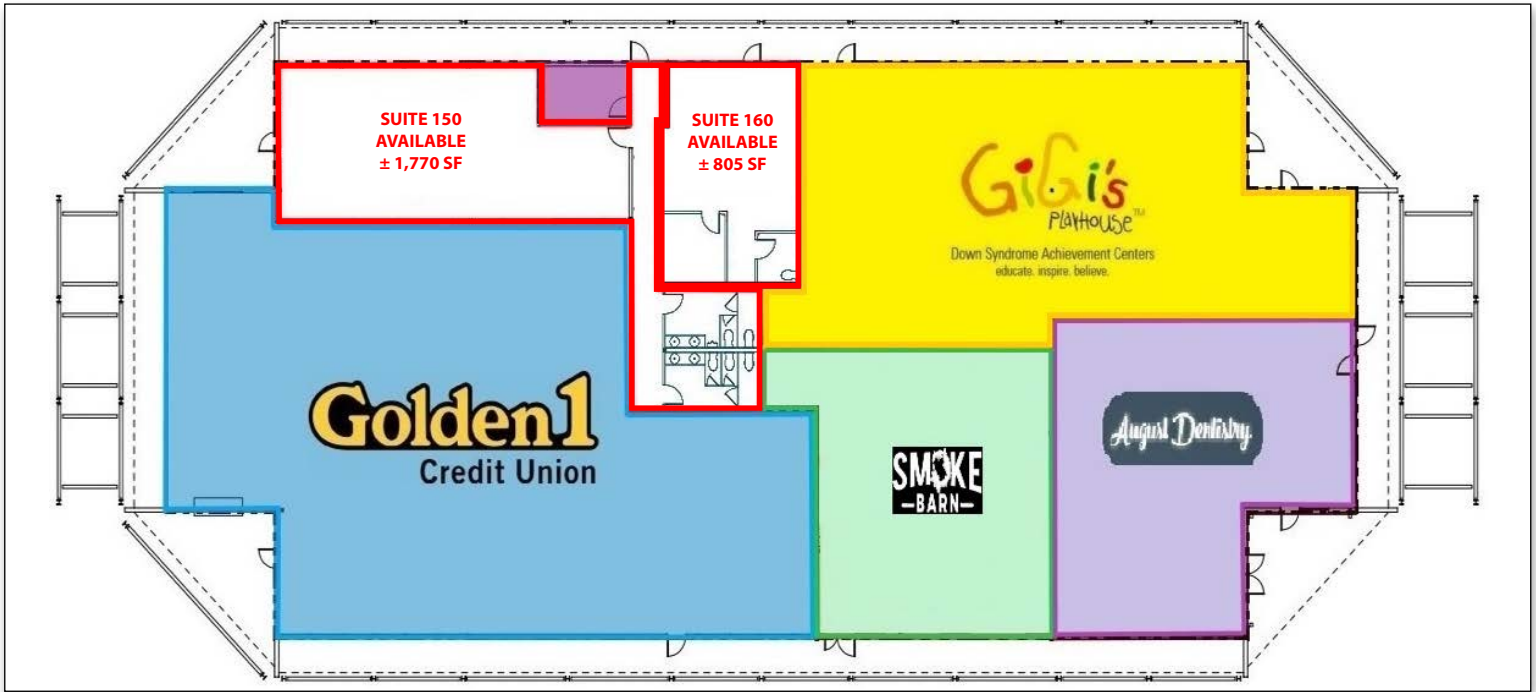 SUITE 150
AVAILABLE
± 1,770 SF
SUITE 160
AVAILABLE
± 805 SF
GiGi's
PLAYHOUSE™
Down Syndrome Achievement Centers
educate. inspire. believe.
Golden1
Credit Union
SMOKE
–BARN–
August Dentistry.